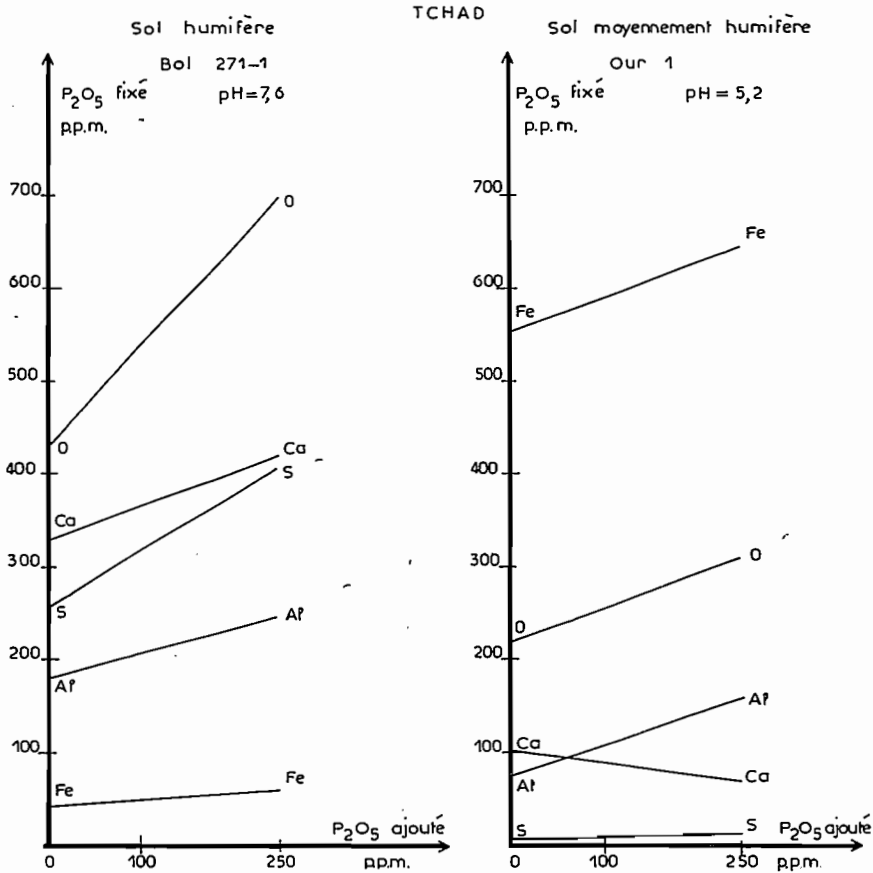 TCHAD
Sol humifère
Bol 271-1
P₂O₅ fixé pH=7,6
p.p.m.
700
600
500
400
300
200
100
O
O
Ca
Ca
S
S
Al
Al
Fe
Fe
P₂O₅ ajouté
0 100 250 p.p.m.
Sol moyennement humifère
Our 1
P₂O₅ fixé pH = 5,2
p.p.m.
700
600
500
400
300
200
100
Fe
Fe
O
O
Al
Ca
Al
Ca
S
S
P₂O₅ ajouté
0 100 250 p.p.m.